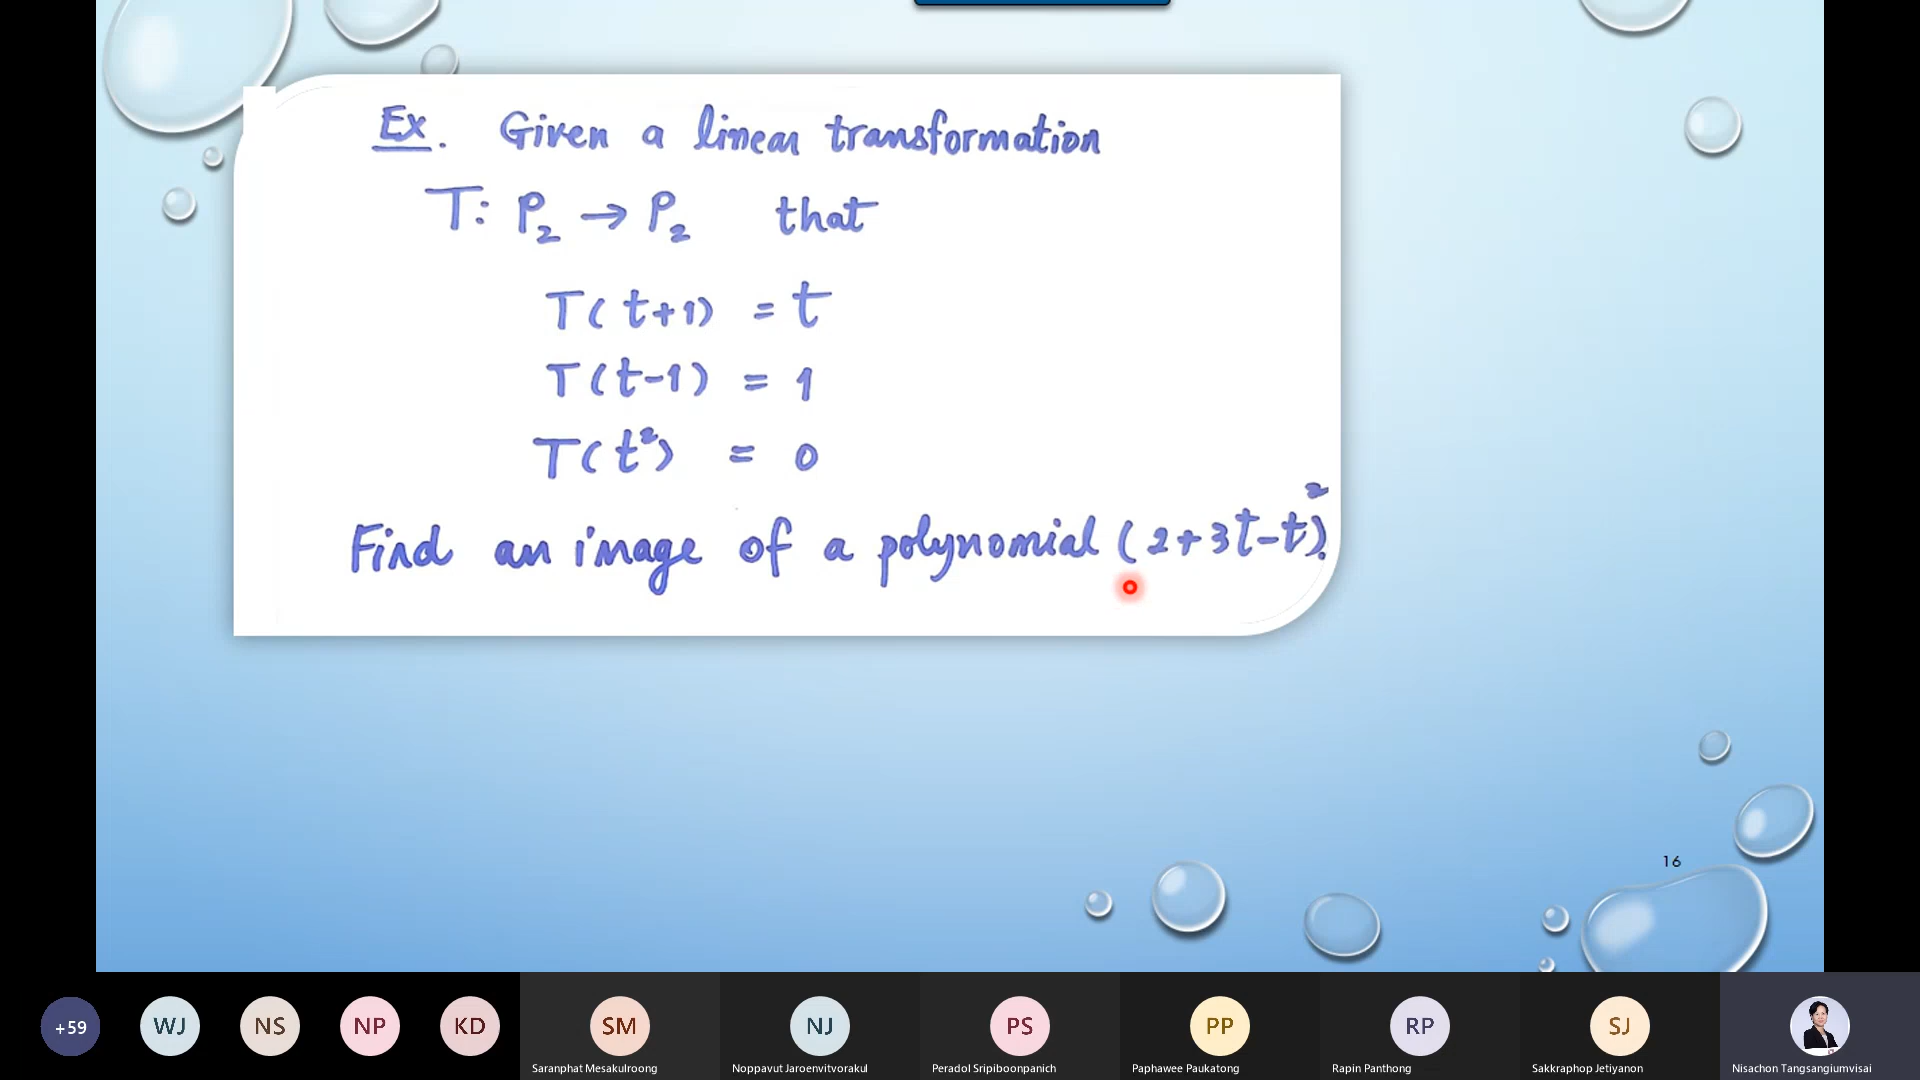 Ex. Given a linear transformation
T: P₂ → P₂ that
T(t+1) = t
T(t-1) = 1
T(t²) = 0
Find an image of a polynomial (2+3t-t²).
16
+59
WJ
NS
NP
KD
SM
NJ
PS
PP
RP
SJ
Saranphat Mesakulroong
Noppavut Jaroenvitvorakul
Peradol Sripiboonpanich
Paphawee Paukatong
Rapin Panthong
Sakkraphop Jetiyanon
Nisachon Tangsangiumvisai